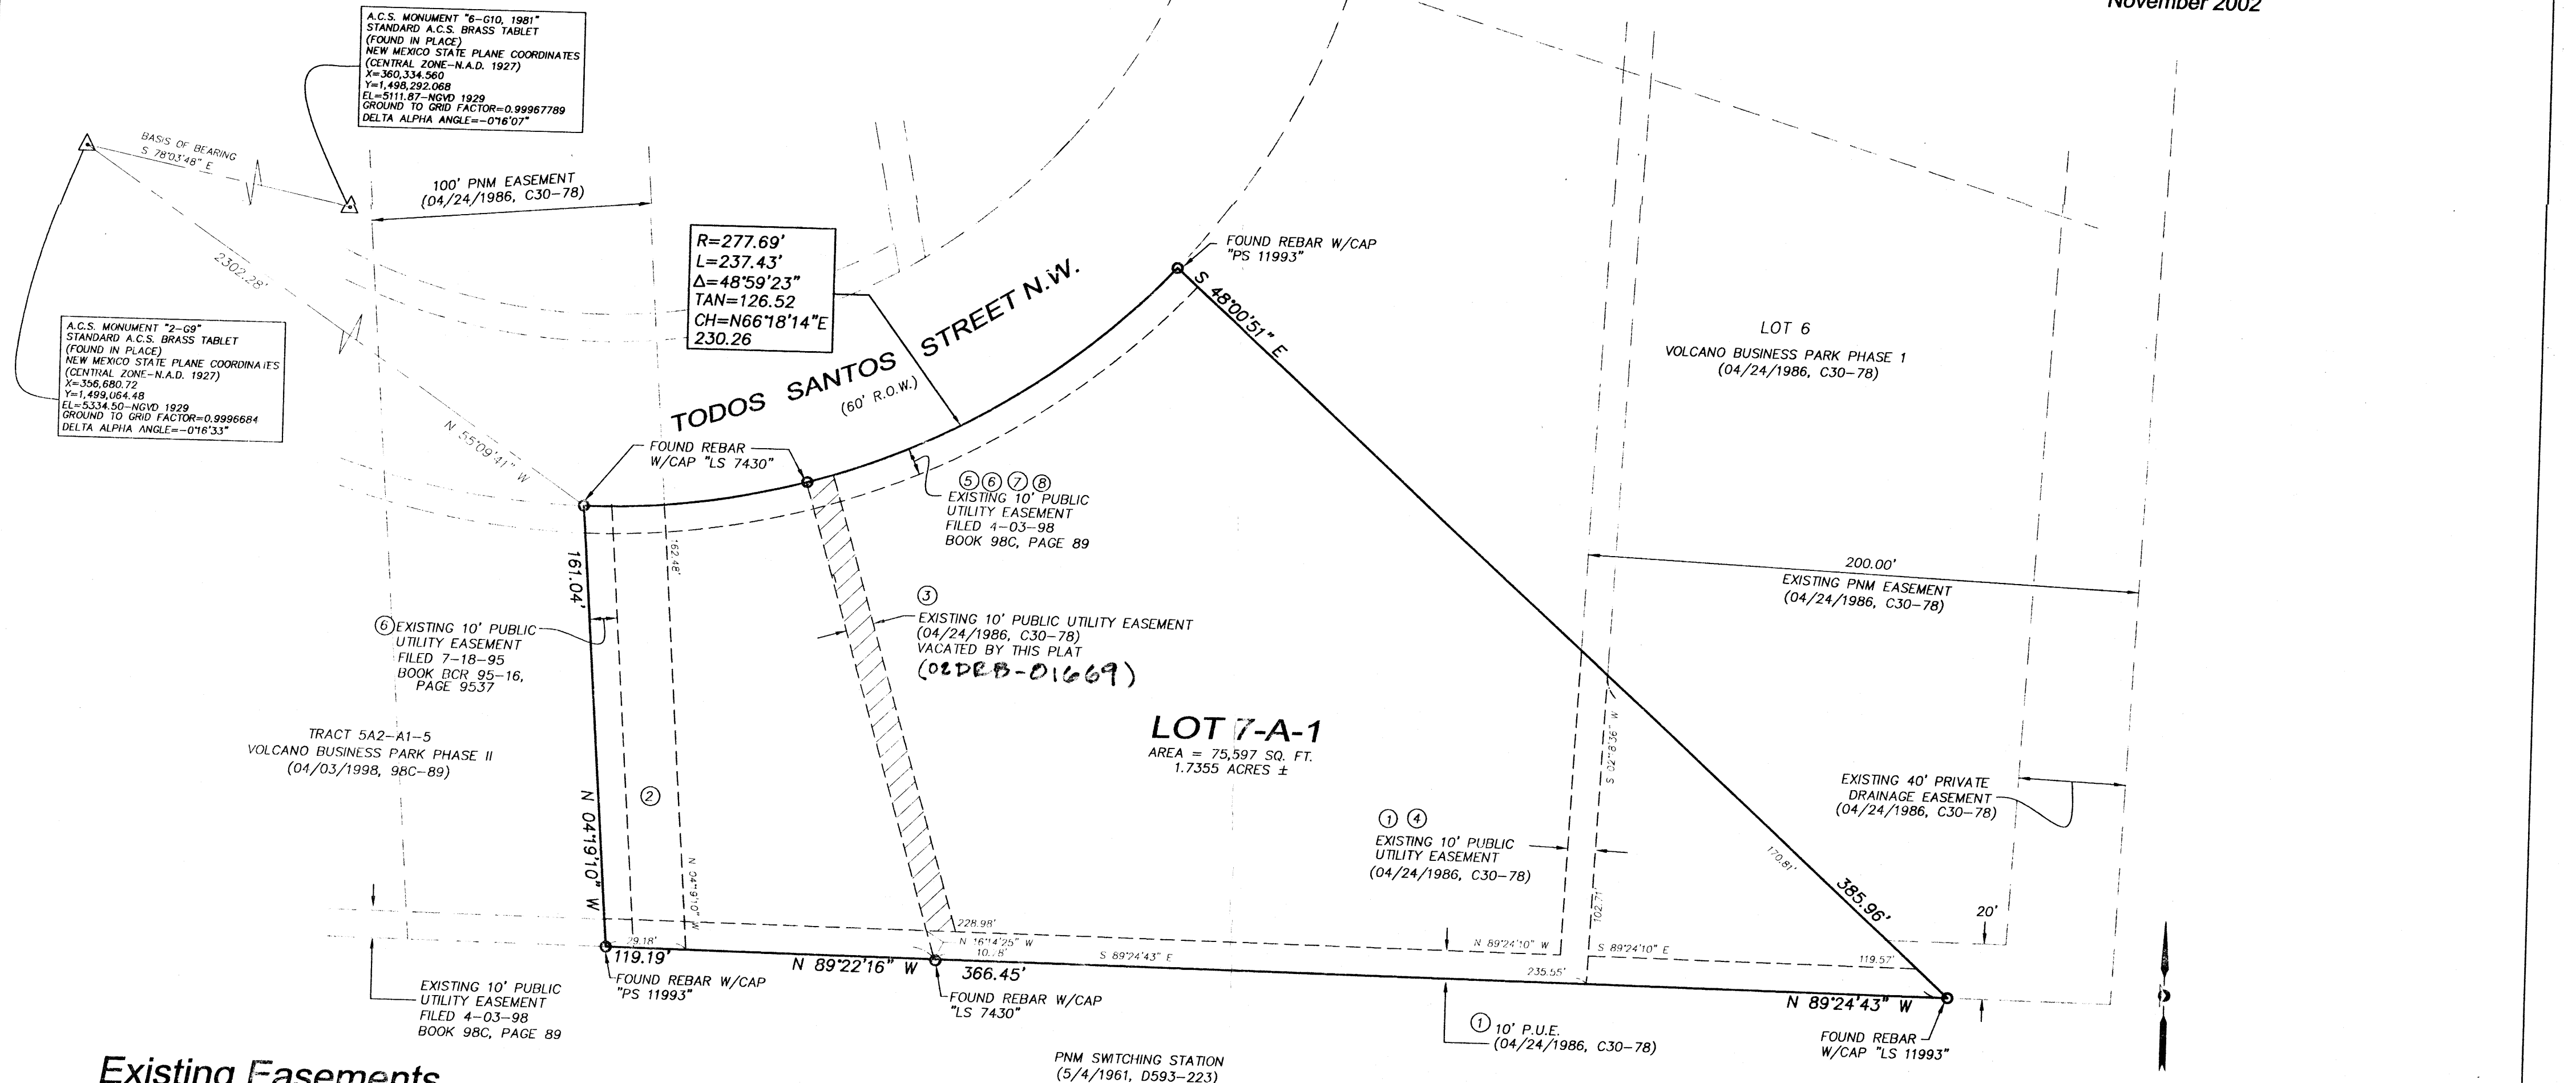 November 2002
A.C.S. MONUMENT "6-G10, 1981"
STANDARD A.C.S. BRASS TABLET
(FOUND IN PLACE)
NEW MEXICO STATE PLANE COORDINATES
(CENTRAL ZONE-N.A.D. 1927)
X=360,334.560
Y=1,498,292.068
EL=5111.87-NGVD 1929
GROUND TO GRID FACTOR=0.99967789
DELTA ALPHA ANGLE=-0°16'07"
BASIS OF BEARING
S 78°03'48" E
100' PNM EASEMENT
(04/24/1986, C30-78)
2302.28'
N 55°09'41" W
A.C.S. MONUMENT "2-G9"
STANDARD A.C.S. BRASS TABLET
(FOUND IN PLACE)
NEW MEXICO STATE PLANE COORDINATES
(CENTRAL ZONE-N.A.D. 1927)
X=356,680.72
Y=1,499,064.48
EL=5334.50-NGVD 1929
GROUND TO GRID FACTOR=0.9996684
DELTA ALPHA ANGLE=-0°16'33"
R=277.69'
L=237.43'
Δ=48°59'23"
TAN=126.52
CH=N66°18'14"E
230.26
TODOS SANTOS STREET N.W.
(60' R.O.W.)
FOUND REBAR W/CAP
"PS 11993"
S 48°00'51" E
LOT 6
VOLCANO BUSINESS PARK PHASE 1
(04/24/1986, C30-78)
FOUND REBAR
W/CAP "LS 7430"
⑤⑥⑦⑧
EXISTING 10' PUBLIC
UTILITY EASEMENT
FILED 4-03-98
BOOK 98C, PAGE 89
200.00'
EXISTING PNM EASEMENT
(04/24/1986, C30-78)
161.04'
162.48'
③
EXISTING 10' PUBLIC UTILITY EASEMENT
(04/24/1986, C30-78)
VACATED BY THIS PLAT
(02DRB-01669)
⑥ EXISTING 10' PUBLIC
UTILITY EASEMENT
FILED 7-18-95
BOOK BCR 95-16,
PAGE 9537
TRACT 5A2-A1-5
VOLCANO BUSINESS PARK PHASE II
(04/03/1998, 98C-89)
②
LOT 7-A-1
AREA = 75,597 SQ. FT.
1.7355 ACRES ±
S 02°18'36" W
EXISTING 40' PRIVATE
DRAINAGE EASEMENT
(04/24/1986, C30-78)
① ④
EXISTING 10' PUBLIC
UTILITY EASEMENT
(04/24/1986, C30-78)
170.81'
385.96'
102.71'
20'
N 04°19'10" W
N 04°19'10" W
228.98'
N 16°14'25" W
N 89°24'10" W
S 89°24'10" E
29.18'
S 89°24'43" E
119.57'
119.19'
N 89°22'16" W
366.45'
235.55'
N 89°24'43" W
FOUND REBAR W/CAP
"PS 11993"
FOUND REBAR W/CAP
"LS 7430"
EXISTING 10' PUBLIC
UTILITY EASEMENT
FILED 4-03-98
BOOK 98C, PAGE 89
① 10' P.U.E.
(04/24/1986, C30-78)
FOUND REBAR
W/CAP "LS 11993"
PNM SWITCHING STATION
(5/4/1961, D593-223)
Existing Easements